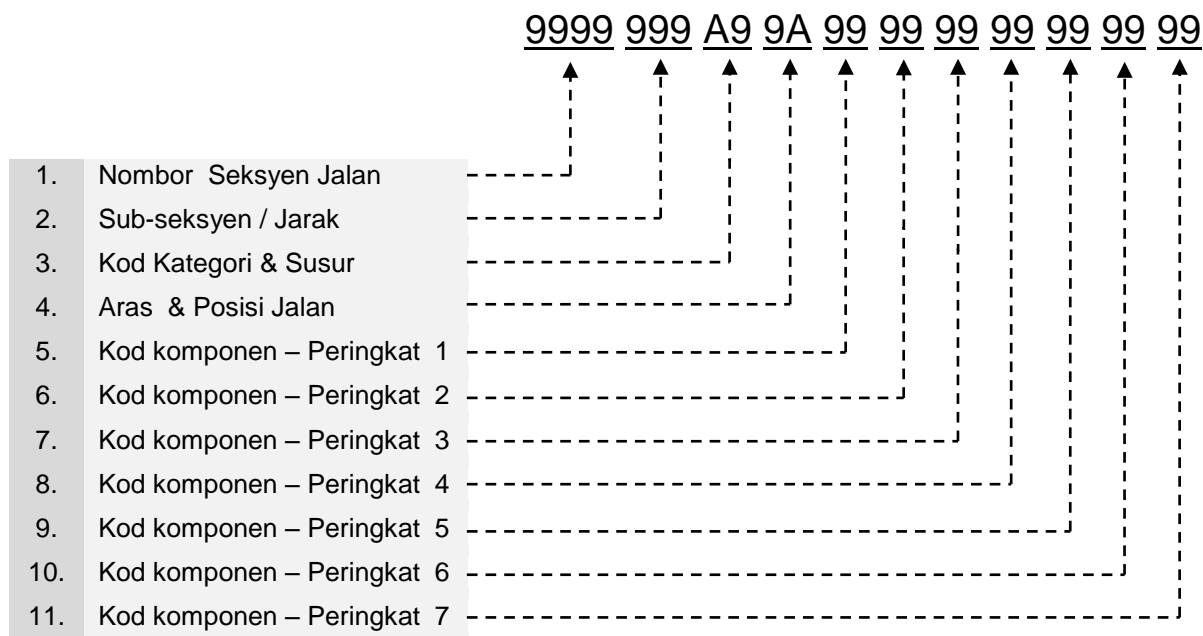 9999 999 A9 9A 99 99 99 99 99 99 99
1. Nombor Seksyen Jalan
2. Sub-seksyen / Jarak
3. Kod Kategori & Susur
4. Aras & Posisi Jalan
5. Kod komponen – Peringkat 1
6. Kod komponen – Peringkat 2
7. Kod komponen – Peringkat 3
8. Kod komponen – Peringkat 4
9. Kod komponen – Peringkat 5
10. Kod komponen – Peringkat 6
11. Kod komponen – Peringkat 7